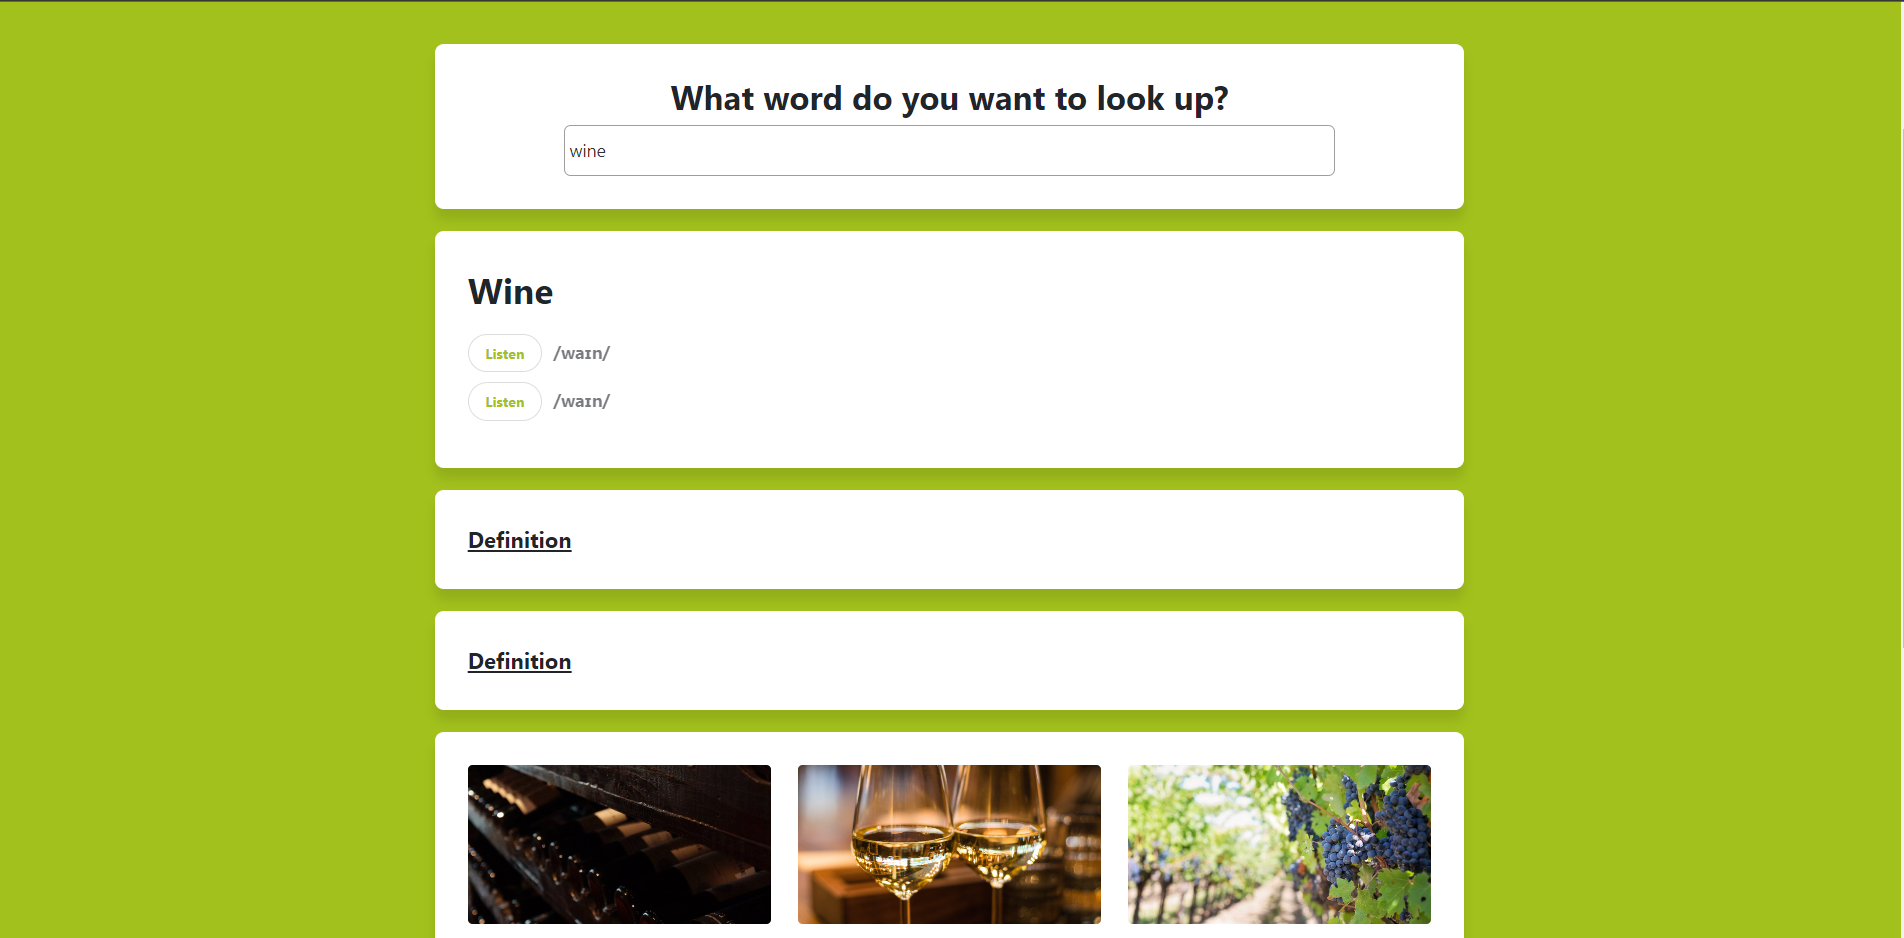 What word do you want to look up?
wine
Wine
Listen /waɪn/
Listen /waɪn/
Definition
Definition